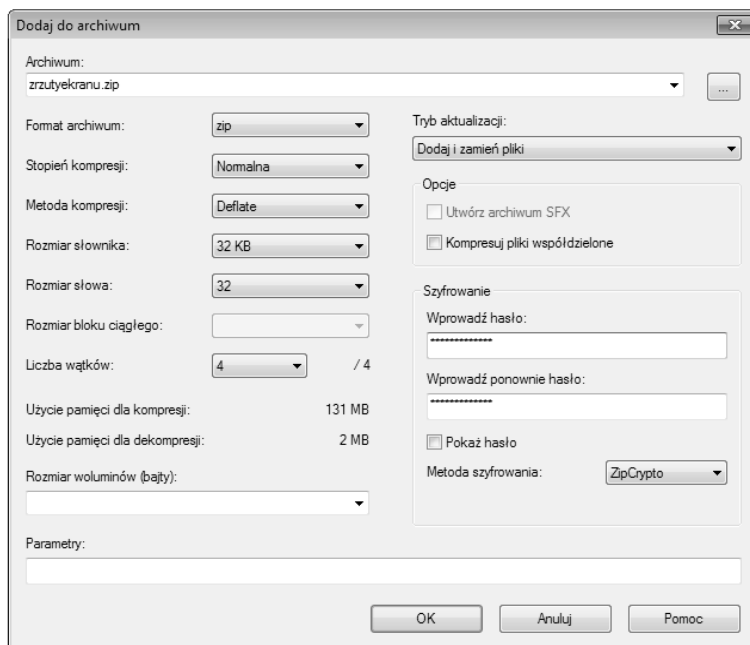 Dodaj do archiwum
Archiwum:
zrzutyekranu.zip
...
Format archiwum:
zip
Stopień kompresji:
Normalna
Metoda kompresji:
Deflate
Rozmiar słownika:
32 KB
Rozmiar słowa:
32
Rozmiar bloku ciągłego:
Liczba wątków:
4
/ 4
Użycie pamięci dla kompresji:
131 MB
Użycie pamięci dla dekompresji:
2 MB
Rozmiar woluminów (bajty):
Tryb aktualizacji:
Dodaj i zamień pliki
Opcje
Utwórz archiwum SFX
Kompresuj pliki współdzielone
Szyfrowanie
Wprowadź hasło:
*************
Wprowadź ponownie hasło:
*************
Pokaż hasło
Metoda szyfrowania:
ZipCrypto
Parametry:
OK
Anuluj
Pomoc